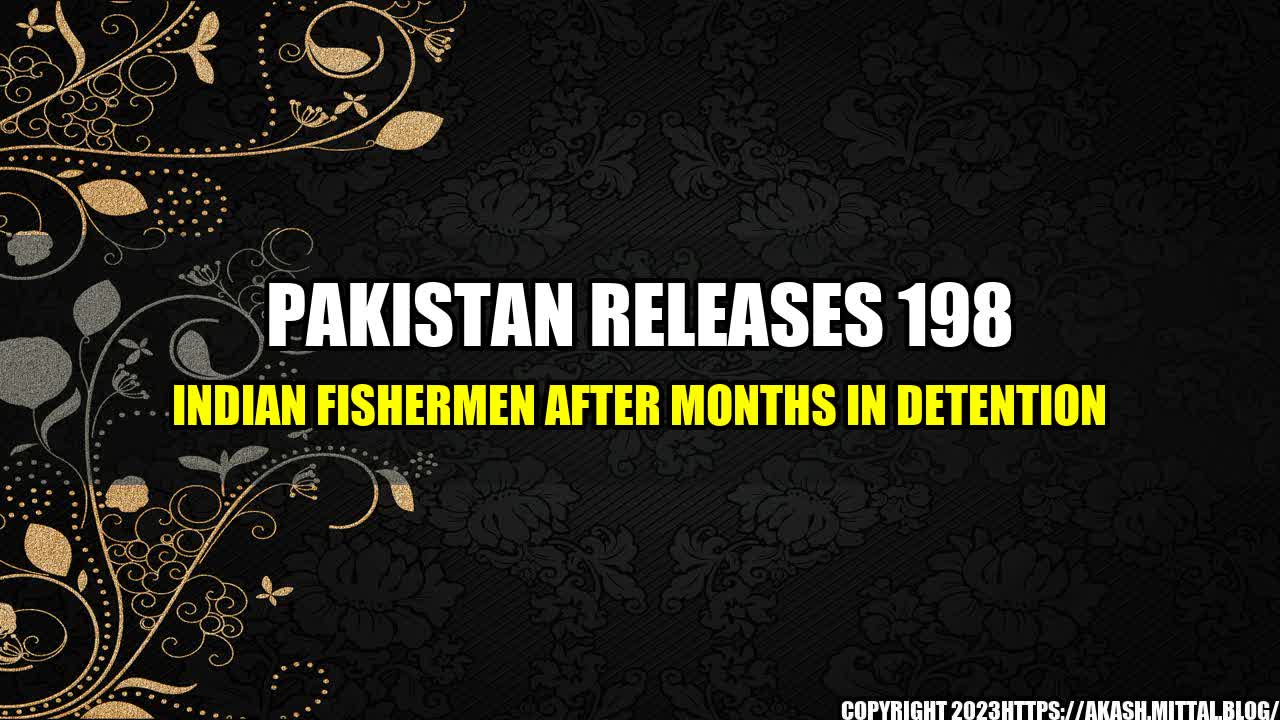 PAKISTAN RELEASES 198
INDIAN FISHERMEN AFTER MONTHS IN DETENTION
COPYRIGHT 2023HTTPS://AKASH.MITTAL.BLOG/